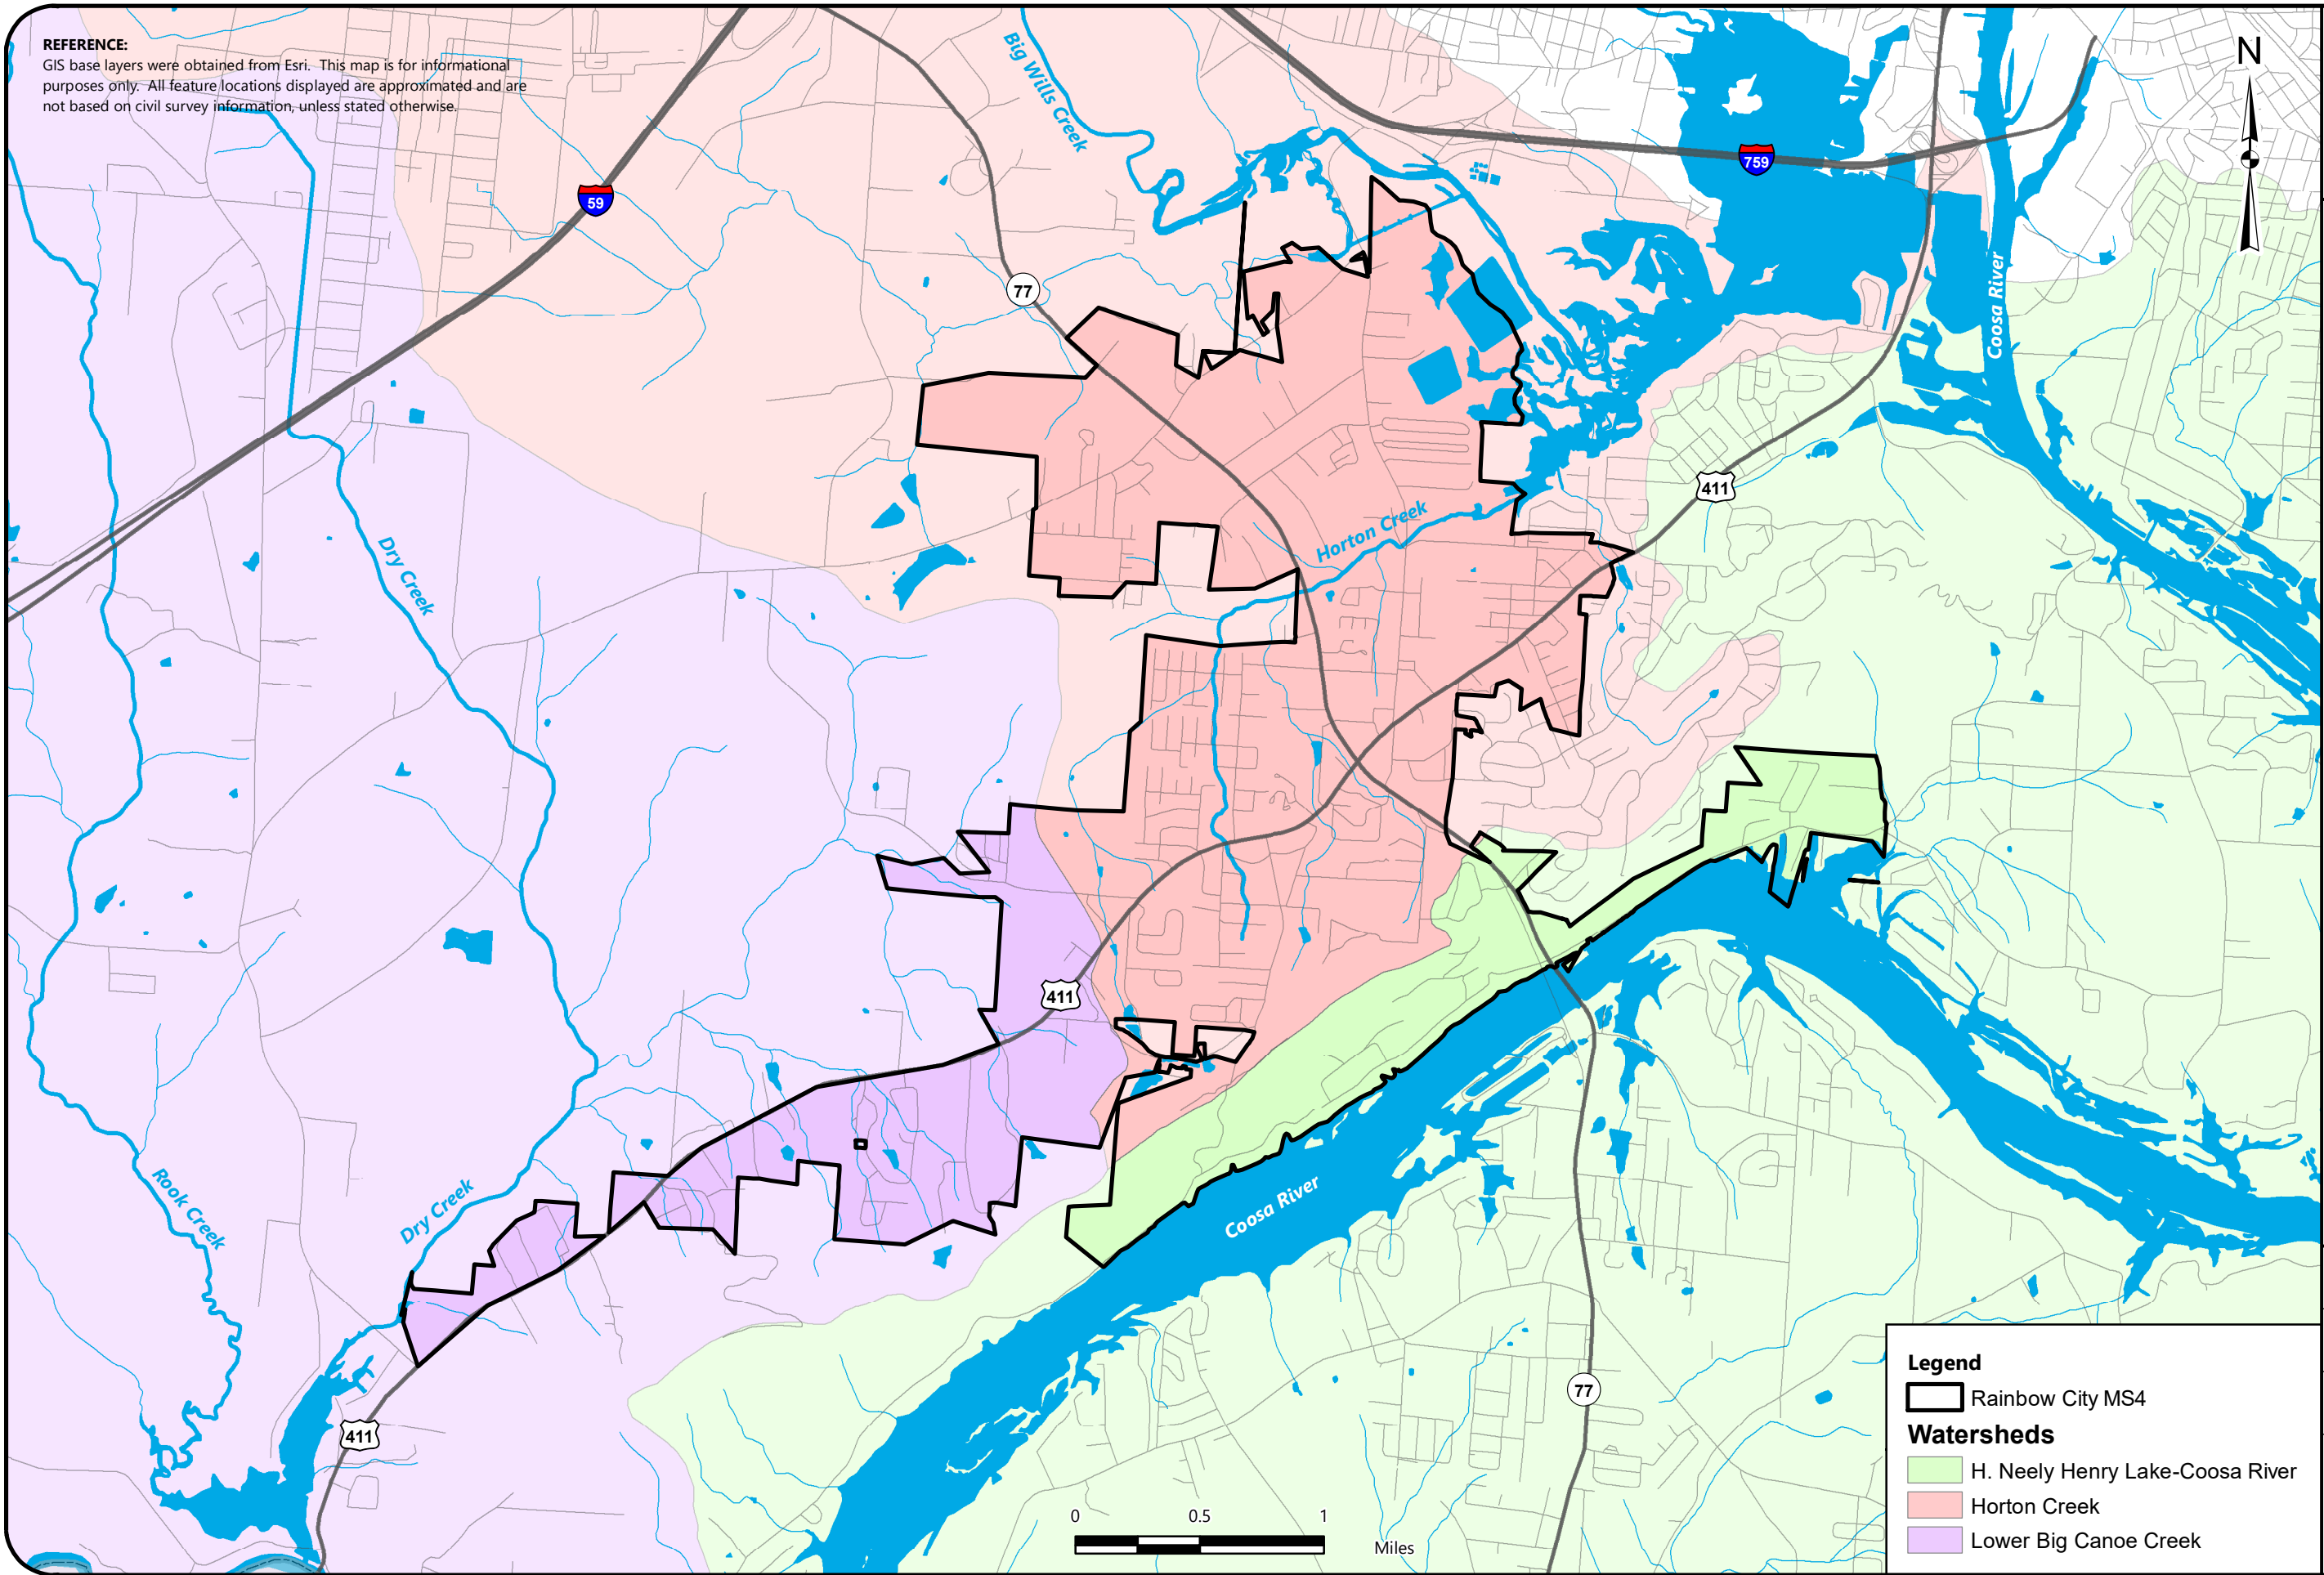 REFERENCE:
GIS base layers were obtained from Esri.  This map is for informational
purposes only.  All feature locations displayed are approximated and are
not based on civil survey information, unless stated otherwise.
N
Big Wills Creek
759
59
Coosa River
77
411
Horton Creek
Dry Creek
411
Rook Creek
Dry Creek
Coosa River
77
411
0 0.5 1
Miles
Legend
Rainbow City MS4
Watersheds
H. Neely Henry Lake-Coosa River
Horton Creek
Lower Big Canoe Creek